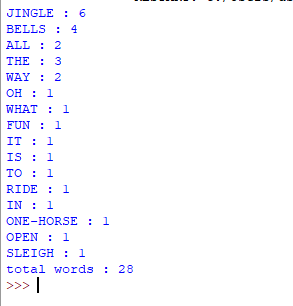 JINGLE : 6
BELLS : 4
ALL : 2
THE : 3
WAY : 2
OH : 1
WHAT : 1
FUN : 1
IT : 1
IS : 1
TO : 1
RIDE : 1
IN : 1
ONE-HORSE : 1
OPEN : 1
SLEIGH : 1
total words : 28
>>>